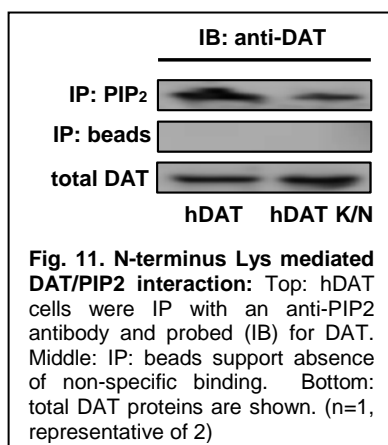 IB: anti-DAT
IP: PIP₂
IP: beads
total DAT
hDAT hDAT K/N
Fig. 11. N-terminus Lys mediated
DAT/PIP2 interaction: Top: hDAT
cells were IP with an anti-PIP2
antibody and probed (IB) for DAT.
Middle: IP: beads support absence
of non-specific binding. Bottom:
total DAT proteins are shown. (n=1,
representative of 2)